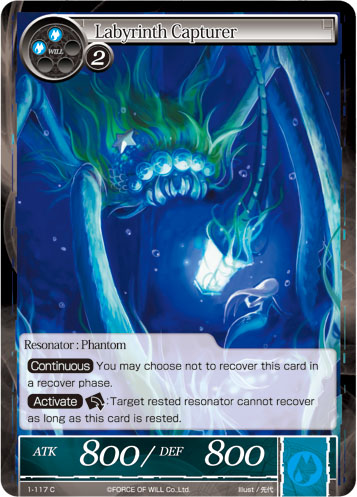 Labyrinth Capturer
WILL
2
Resonator : Phantom
Continuous You may choose not to recover this card in
a recover phase.
Activate : Target rested resonator cannot recover
as long as this card is rested.
ATK 800 / DEF 800
1-117 C ©FORCE OF WILL Co.,Ltd. Illust / 先代